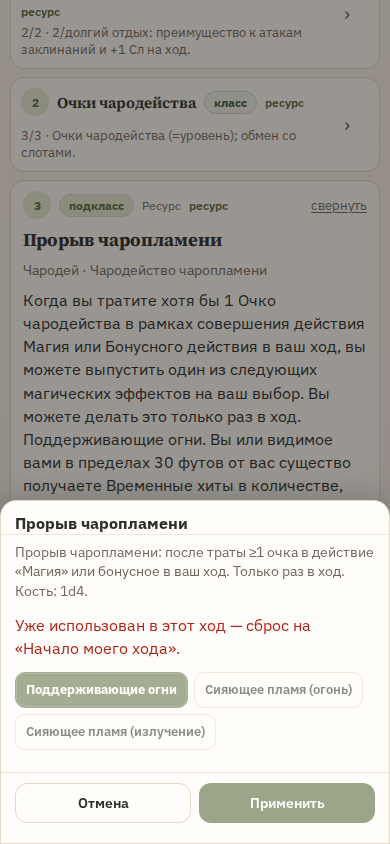 ресурс
2/2 · 2/долгий отдых: преимущество к атакам
заклинаний и +1 Сл на ход.
2 Очки чародейства класс ресурс
3/3 · Очки чародейства (=уровень); обмен со
слотами.
3 подкласс Ресурс ресурс свернуть
Прорыв чаропламени
Чародей · Чародейство чаропламени
Когда вы тратите хотя бы 1 Очко
чародейства в рамках совершения действия
Магия или Бонусного действия в ваш ход, вы
можете выпустить один из следующих
магических эффектов на ваш выбор. Вы
можете делать это только раз в ход.
Поддерживающие огни. Вы или видимое
вами в пределах 30 футов от вас существо
получаете Временные хиты в количестве,
Прорыв чаропламени
Прорыв чаропламени: после траты ≥1 очка в действие
«Магия» или бонусное в ваш ход. Только раз в ход.
Кость: 1d4.
Уже использован в этот ход — сброс на
«Начало моего хода».
Поддерживающие огни Сияющее пламя (огонь)
Сияющее пламя (излучение)
Отмена Применить